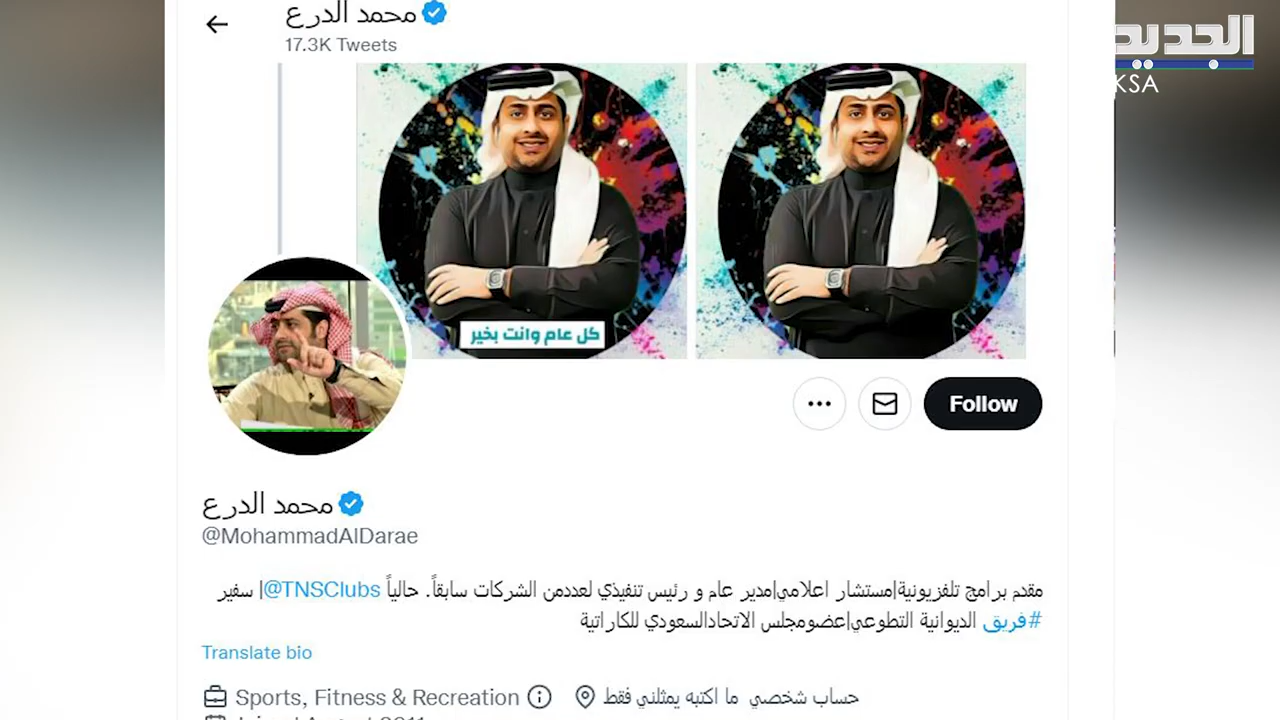 محمد الدرع
17.3K Tweets
الجديد
KSA
كل عام وانت بخير
Follow
محمد الدرع
@MohammadAlDarae
مقدم برامج تلفزيونية|مستشار اعلامي|مدير عام و رئيس تنفيذي لعددمن الشركات سابقاً. حالياً @TNSClubs| سفير
#فريق الديوانية التطوعي|عضومجلس الاتحادالسعودي للكاراتية
Translate bio
Sports, Fitness & Recreation
حساب شخصي ما اكتبه يمثلني فقط